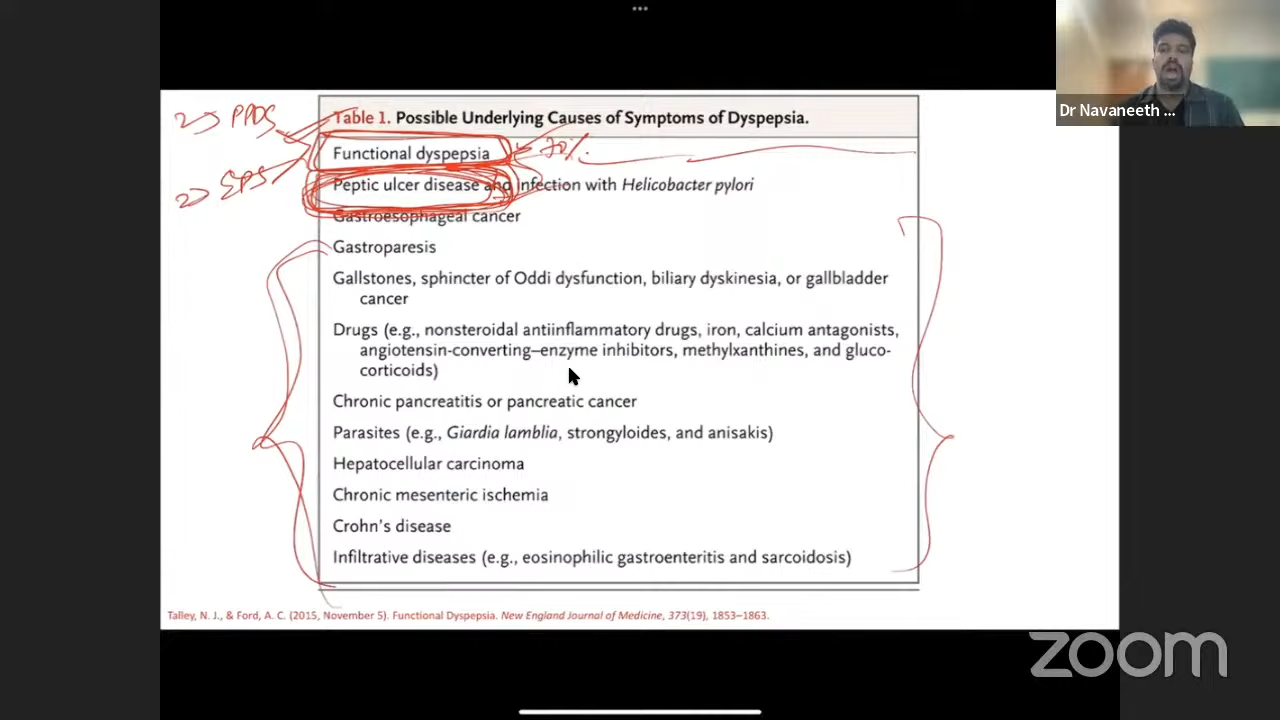 Dr Navaneeth ...
Table 1. Possible Underlying Causes of Symptoms of Dyspepsia.
Functional dyspepsia
70%
Peptic ulcer disease and infection with Helicobacter pylori
Gastroesophageal cancer
Gastroparesis
Gallstones, sphincter of Oddi dysfunction, biliary dyskinesia, or gallbladder
cancer
Drugs (e.g., nonsteroidal antiinflammatory drugs, iron, calcium antagonists,
angiotensin-converting–enzyme inhibitors, methylxanthines, and gluco-
corticoids)
Chronic pancreatitis or pancreatic cancer
Parasites (e.g., Giardia lamblia, strongyloides, and anisakis)
Hepatocellular carcinoma
Chronic mesenteric ischemia
Crohn's disease
Infiltrative diseases (e.g., eosinophilic gastroenteritis and sarcoidosis)
Talley, N. J., & Ford, A. C. (2015, November 5). Functional Dyspepsia. New England Journal of Medicine, 373(19), 1853–1863.
zoom